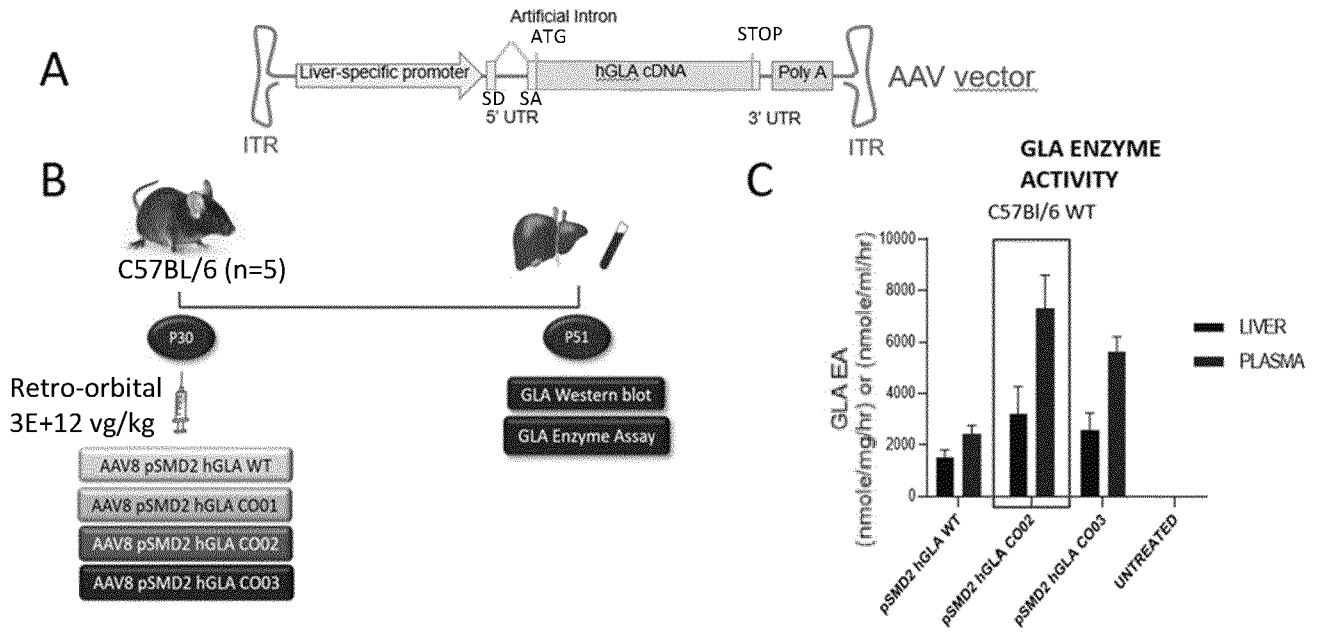 A
Artificial Intron
ATG
STOP
Liver-specific promoter
hGLA cDNA
Poly A
AAV vector
SD
SA
5' UTR
3' UTR
ITR
ITR
B
C57BL/6 (n=5)
P30
P51
Retro-orbital
3E+12 vg/kg
GLA Western blot
GLA Enzyme Assay
AAV8 pSMD2 hGLA WT
AAV8 pSMD2 hGLA CO01
AAV8 pSMD2 hGLA CO02
AAV8 pSMD2 hGLA CO03
C
GLA ENZYME
ACTIVITY
C57Bl/6 WT
GLA EA
(nmole/mg/hr) or (nmole/ml/hr)
10000
8000
6000
4000
2000
0
LIVER
PLASMA
pSMD2 hGLA WT
pSMD2 hGLA CO02
pSMD2 hGLA CO03
UNTREATED